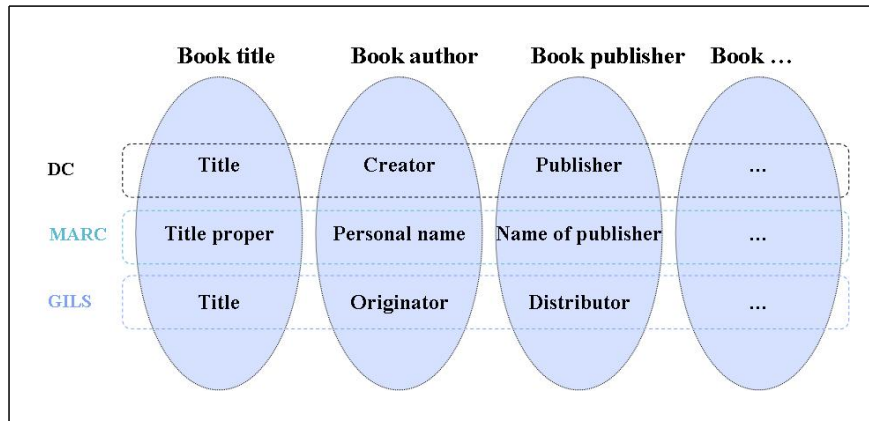 Book title Book author Book publisher Book …
DC Title Creator Publisher …
MARC Title proper Personal name Name of publisher …
GILS Title Originator Distributor …